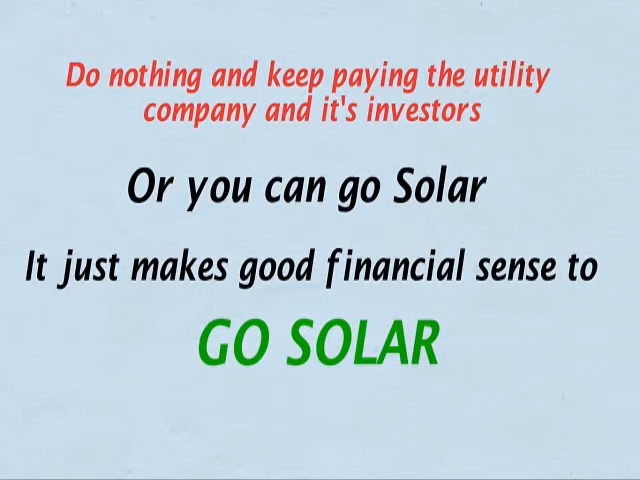 Do nothing and keep paying the utility
company and it's investors
Or you can go Solar
It just makes good financial sense to
GO SOLAR